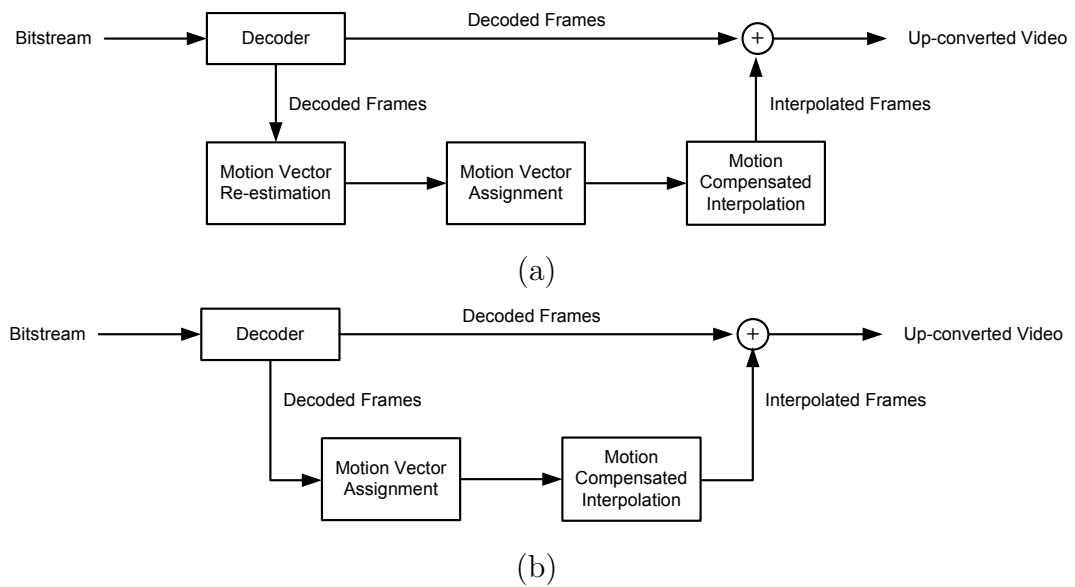 Decoded Frames
Bitstream
Decoder
+
Up-converted Video
Decoded Frames
Interpolated Frames
Motion Vector
Re-estimation
Motion Vector
Assignment
Motion
Compensated
Interpolation
(a)
Decoded Frames
Bitstream
Decoder
+
Up-converted Video
Decoded Frames
Interpolated Frames
Motion Vector
Assignment
Motion
Compensated
Interpolation
(b)